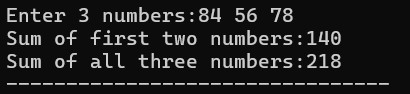 Enter 3 numbers:84 56 78
Sum of first two numbers:140
Sum of all three numbers:218
--------------------------------